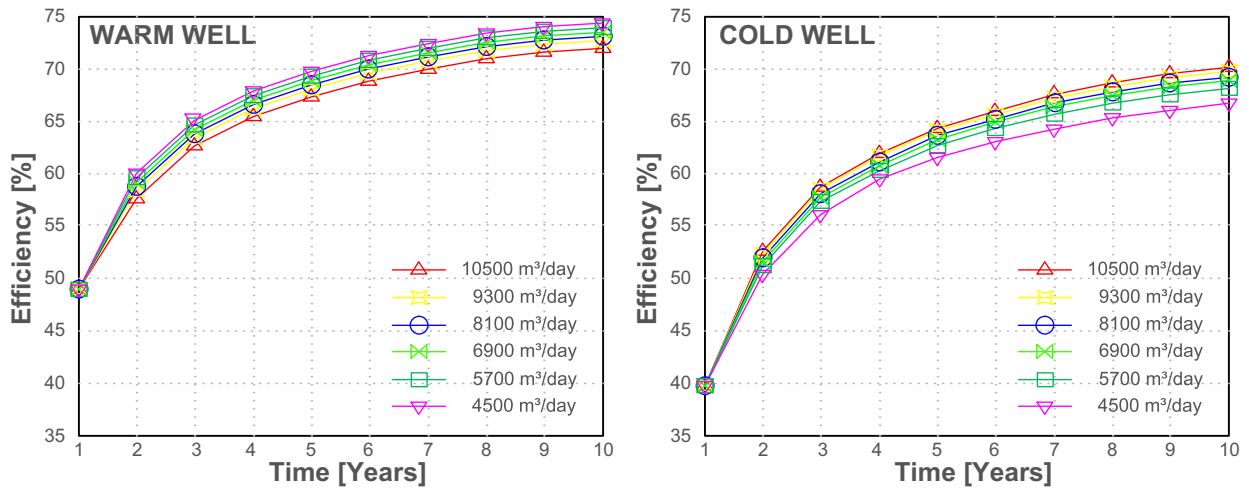 WARM WELL
Efficiency [%]
75
70
65
60
55
50
45
40
35
10500 m³/day
9300 m³/day
8100 m³/day
6900 m³/day
5700 m³/day
4500 m³/day
1 2 3 4 5 6 7 8 9 10
Time [Years]
COLD WELL
Efficiency [%]
75
70
65
60
55
50
45
40
35
10500 m³/day
9300 m³/day
8100 m³/day
6900 m³/day
5700 m³/day
4500 m³/day
1 2 3 4 5 6 7 8 9 10
Time [Years]